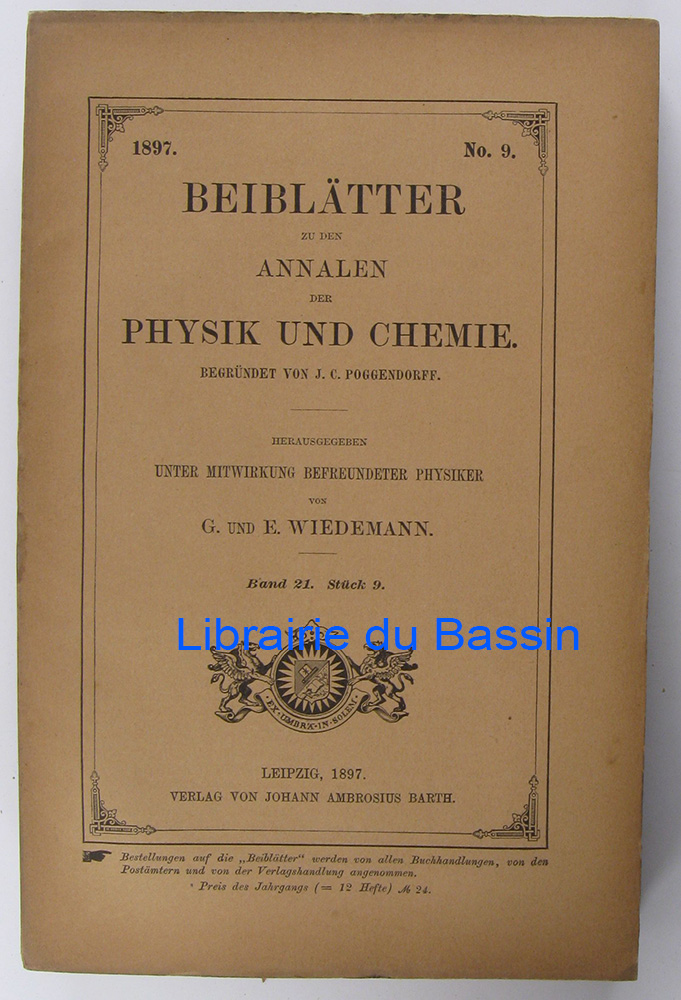 1897. No. 9.
BEIBLÄTTER
ZU DEN
ANNALEN
DER
PHYSIK UND CHEMIE.
BEGRÜNDET VON J. C. POGGENDORFF.
HERAUSGEGEBEN
UNTER MITWIRKUNG BEFREUNDETER PHYSIKER
VON
G. UND E. WIEDEMANN.
Band 21. Stück 9.
Librairie du Bassin
EX·UMBRA·IN·SOLEM
LEIPZIG, 1897.
VERLAG VON JOHANN AMBROSIUS BARTH.
Bestellungen auf die „Beiblätter“ werden von allen Buchhandlungen, von den
Postämtern und von der Verlagshandlung angenommen.
Preis des Jahrgangs (= 12 Hefte) ℳ 24.